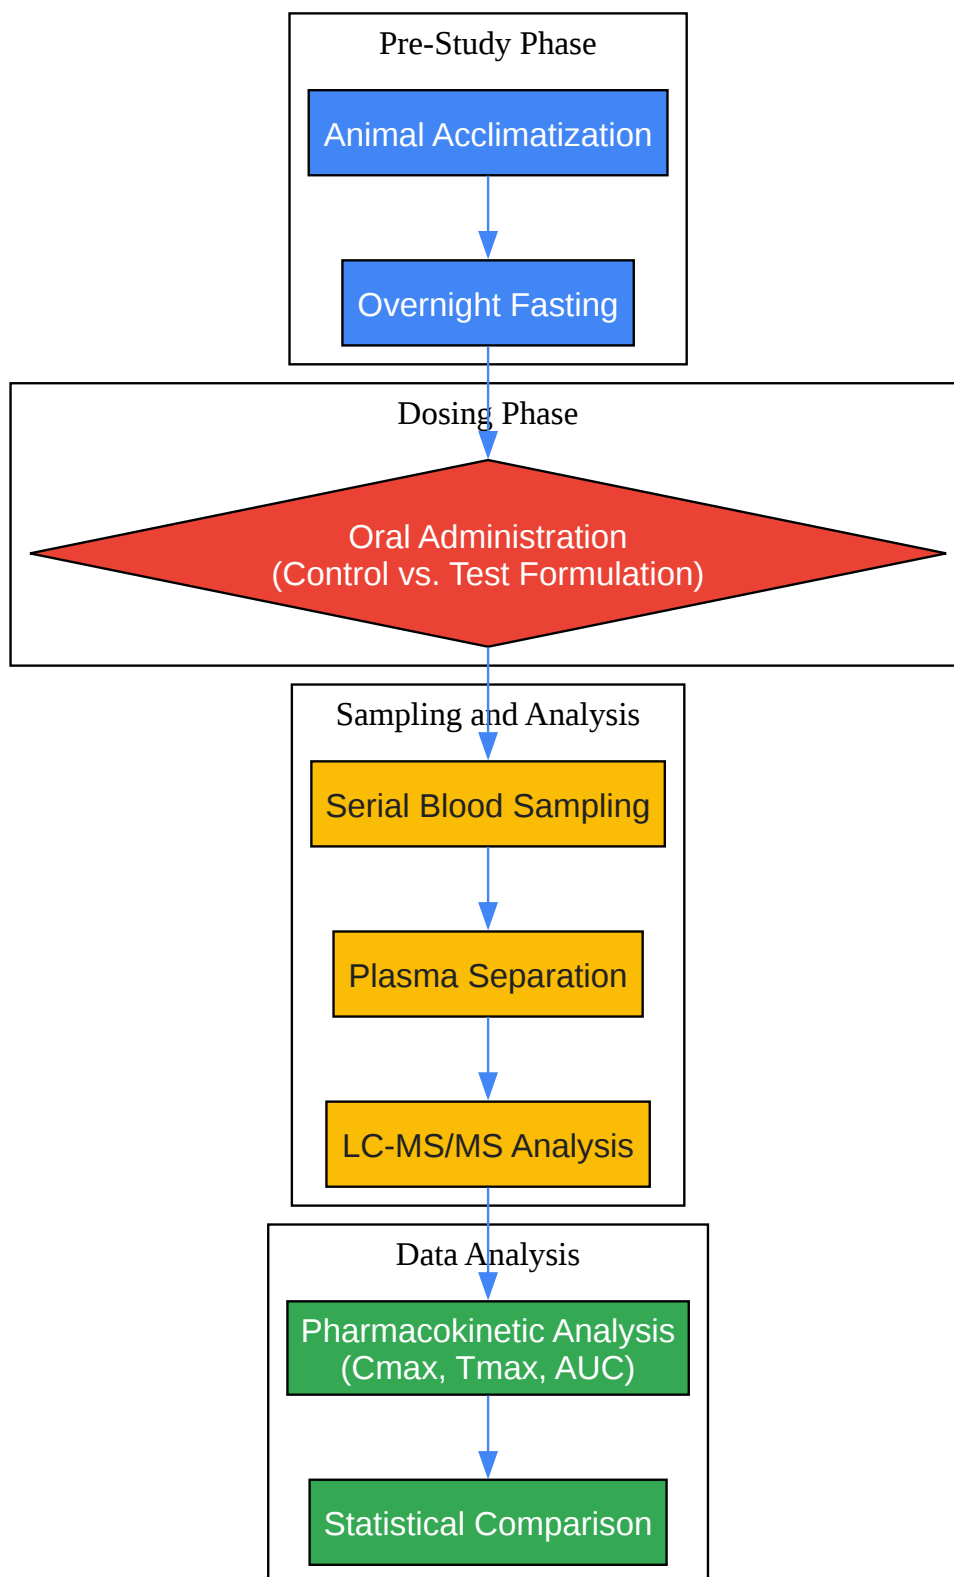 Pre-Study Phase
Animal Acclimatization
Overnight Fasting
Dosing Phase
Oral Administration
(Control vs. Test Formulation)
Sampling and Analysis
Serial Blood Sampling
Plasma Separation
LC-MS/MS Analysis
Data Analysis
Pharmacokinetic Analysis
(Cmax, Tmax, AUC)
Statistical Comparison